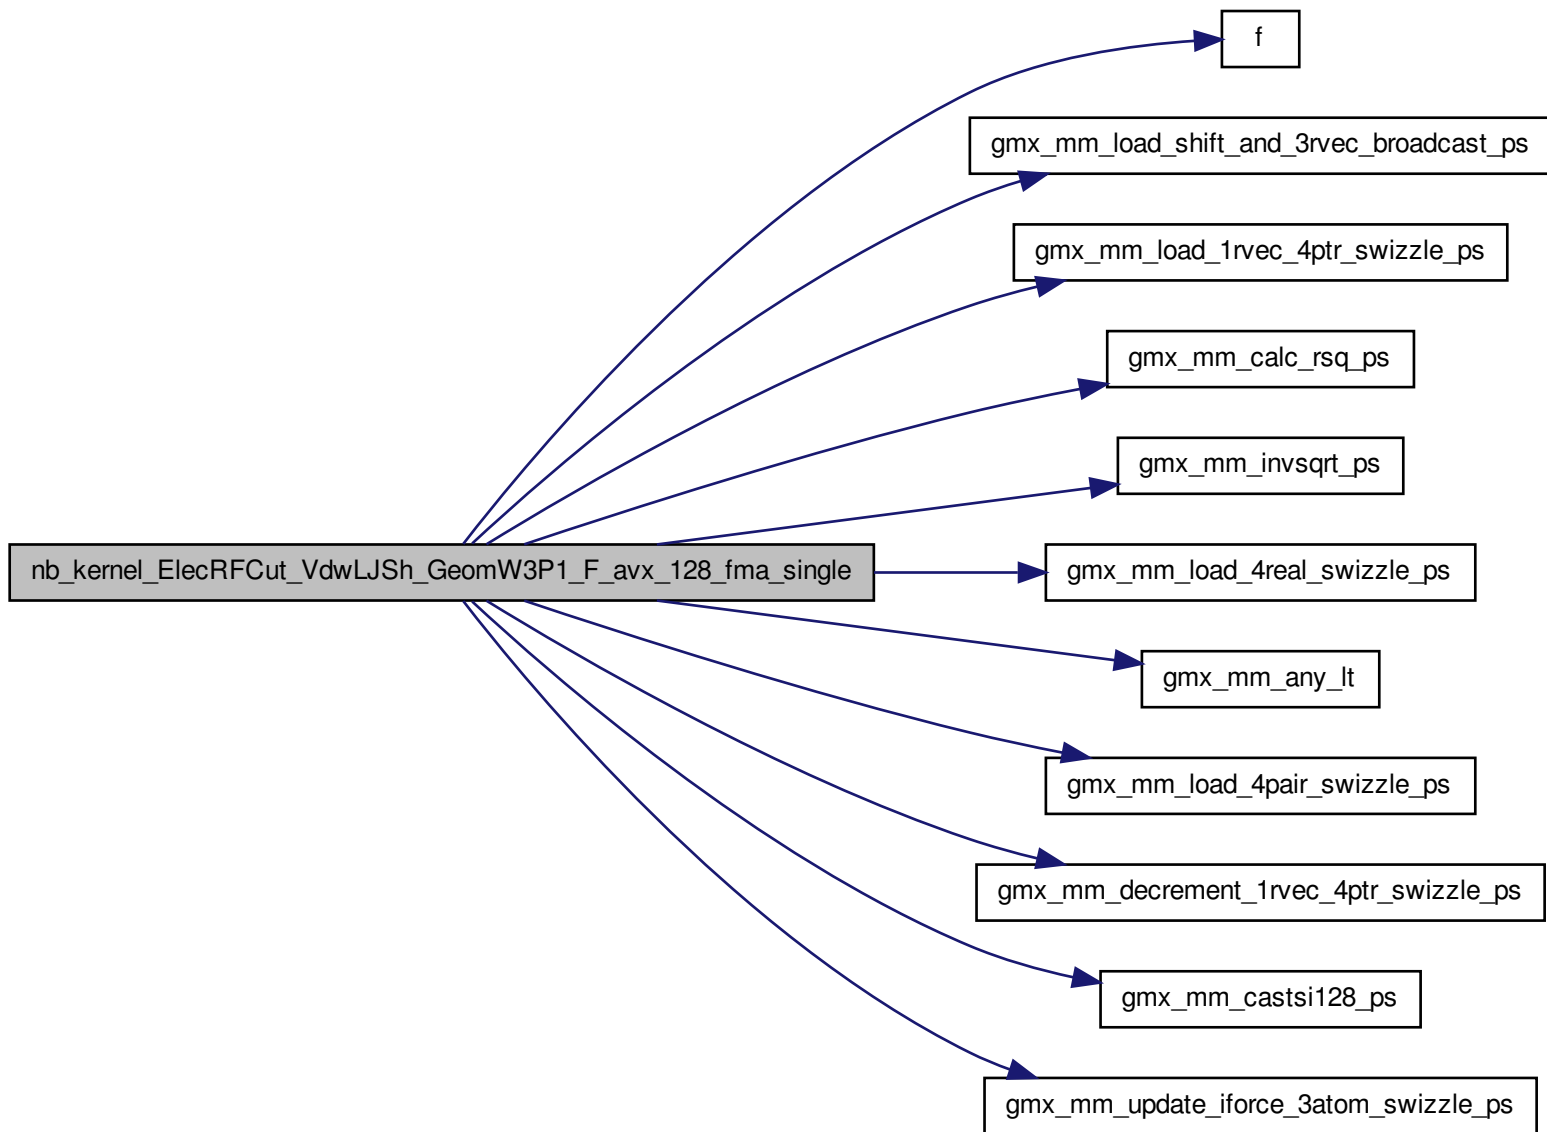 f
gmx_mm_load_shift_and_3rvec_broadcast_ps
gmx_mm_load_1rvec_4ptr_swizzle_ps
gmx_mm_calc_rsq_ps
gmx_mm_invsqrt_ps
nb_kernel_ElecRFCut_VdwLJSh_GeomW3P1_F_avx_128_fma_single
gmx_mm_load_4real_swizzle_ps
gmx_mm_any_lt
gmx_mm_load_4pair_swizzle_ps
gmx_mm_decrement_1rvec_4ptr_swizzle_ps
gmx_mm_castsi128_ps
gmx_mm_update_iforce_3atom_swizzle_ps